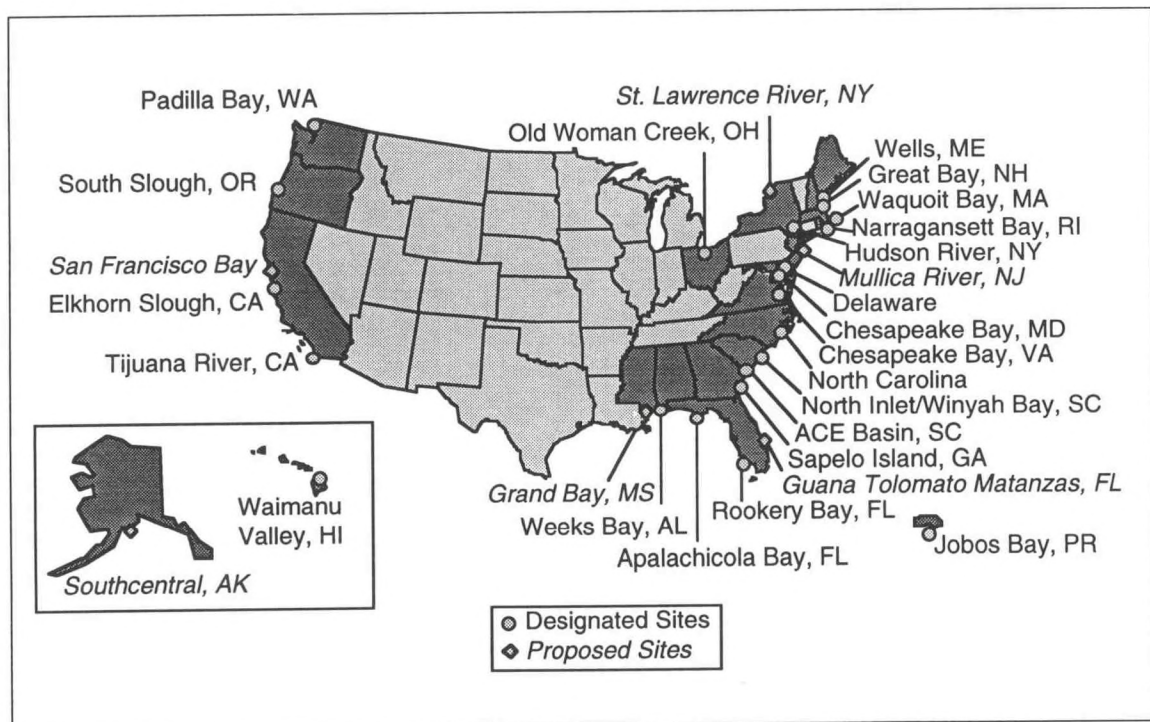 Padilla Bay, WA
St. Lawrence River, NY
Old Woman Creek, OH
Wells, ME
Great Bay, NH
South Slough, OR
Waquoit Bay, MA
Narragansett Bay, RI
Hudson River, NY
San Francisco Bay
Mullica River, NJ
Elkhorn Slough, CA
Delaware
Chesapeake Bay, MD
Chesapeake Bay, VA
Tijuana River, CA
North Carolina
North Inlet/Winyah Bay, SC
ACE Basin, SC
Sapelo Island, GA
Grand Bay, MS
Guana Tolomato Matanzas, FL
Waimanu
Valley, HI
Weeks Bay, AL
Rookery Bay, FL
Apalachicola Bay, FL
Jobos Bay, PR
Southcentral, AK
Designated Sites
Proposed Sites